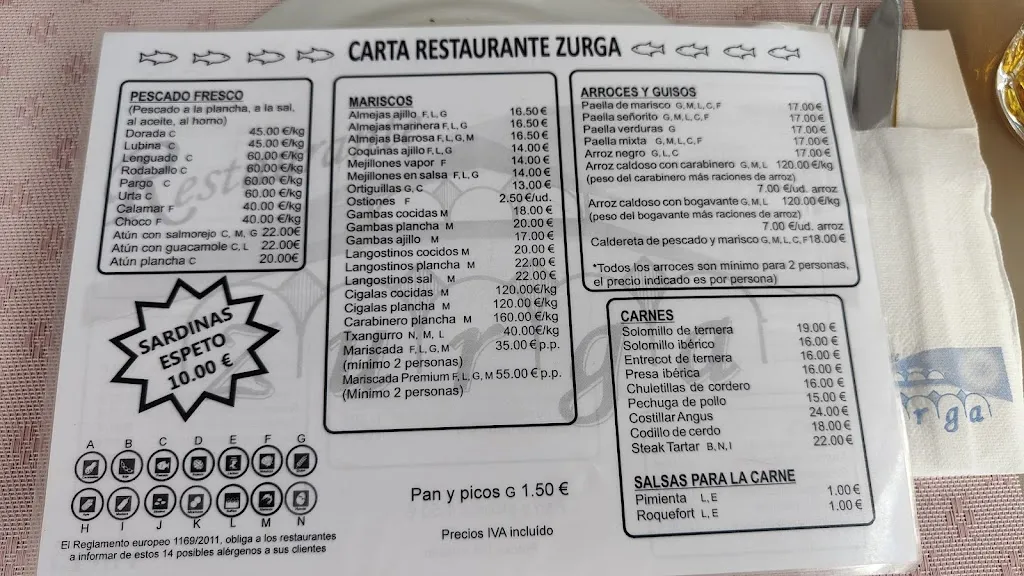 CARTA RESTAURANTE ZURGA
PESCADO FRESCO
(Pescado a la plancha, a la sal,
al aceite, al horno)
Dorada C 45.00 €/kg
Lubina C 45.00 €/kg
Lenguado C 60.00 €/kg
Rodaballo C 60.00 €/kg
Pargo C 60.00 €/kg
Urta C 60.00 €/kg
Calamar F 40.00 €/kg
Choco F 40.00 €/kg
Atún con salmorejo C, M, G 22.00€
Atún con guacamole C, L 22.00€
Atún plancha C 20.00€
SARDINAS
ESPETO
10.00 €
A B C D E F G
H I J K L M N
El Reglamento europeo 1169/2011, obliga a los restaurantes
a informar de estos 14 posibles alérgenos a sus clientes
MARISCOS
Almejas ajillo F,L,G 16.50 €
Almejas marinera F,L,G 16.50 €
Almejas Barrosa F,L,G,M 16.50 €
Coquinas ajillo F,L,G 14.00 €
Mejillones vapor F 14.00 €
Mejillones en salsa F,L,G 14.00 €
Ortiguillas G, C 13.00 €
Ostiones F 2.50 €/ud.
Gambas cocidas M 18.00 €
Gambas plancha M 20.00 €
Gambas ajillo M 17.00 €
Langostinos cocidos M 20.00 €
Langostinos plancha M 22.00 €
Langostinos sal M 22.00 €
Cigalas cocidas M 120.00€/kg
Cigalas plancha M 120.00 €/kg
Carabinero plancha M 160.00 €/kg
Txangurro N, M, L 40.00€/kg
Mariscada F,L,G,M 35.00 € p.p.
(mínimo 2 personas)
Mariscada Premium F,L,G,M 55.00 € p.p.
(Mínimo 2 personas)
Pan y picos G 1.50 €
Precios IVA incluído
ARROCES Y GUISOS
Paella de marisco G,M,L,C,F 17.00 €
Paella señorito G,M,L,C,F 17.00 €
Paella verduras G 17.00 €
Paella mixta G,M,L,C,F 17.00 €
Arroz negro G,L,C 17.00 €
Arroz caldoso con carabinero G,M,L 120.00 €/kg
(peso del carabinero más raciones de arroz)
7.00 €/ud. arroz
Arroz caldoso con bogavante G,M,L 120.00 €/kg
(peso del bogavante más raciones de arroz)
7.00 €/ud. arroz
Caldereta de pescado y marisco G,M,L,C,F18.00 €
*Todos los arroces son mínimo para 2 personas,
el precio indicado es por persona)
CARNES
Solomillo de ternera 19.00 €
Solomillo ibérico 16.00 €
Entrecot de ternera 16.00 €
Presa ibérica 16.00 €
Chuletillas de cordero 16.00 €
Pechuga de pollo 15.00 €
Costillar Angus 24.00 €
Codillo de cerdo 18.00 €
Steak Tartar B,N,I 22.00 €
SALSAS PARA LA CARNE
Pimienta L,E 1.00 €
Roquefort L,E 1.00 €